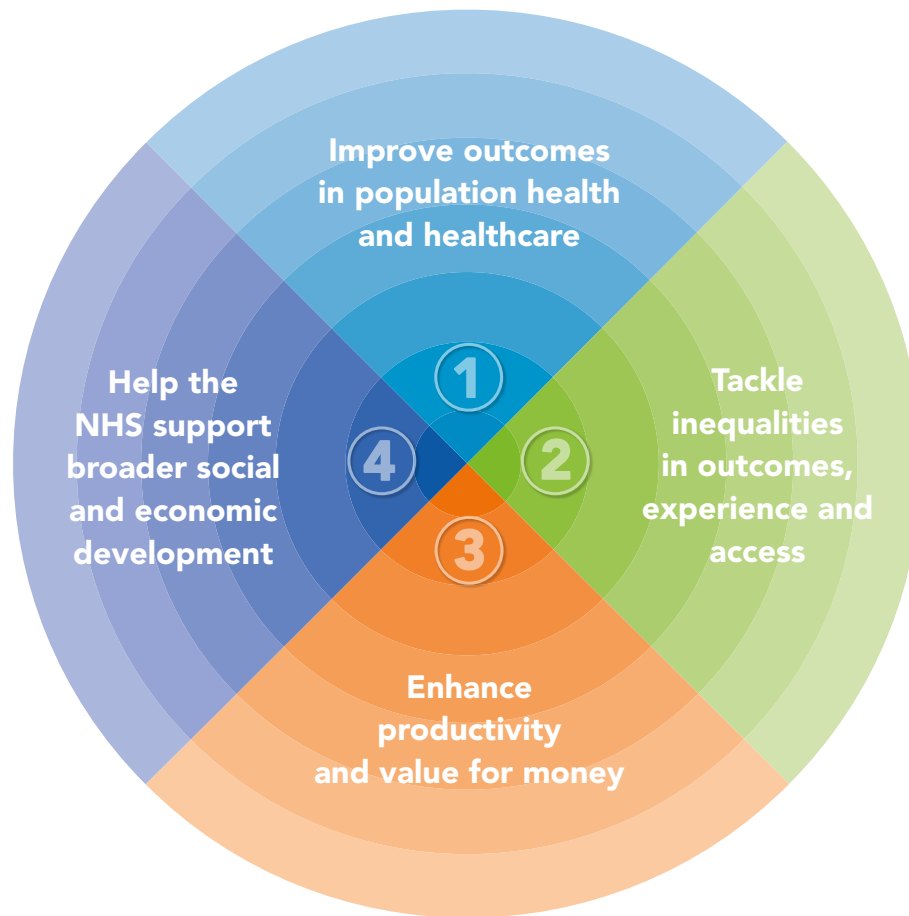 Improve outcomes
in population health
and healthcare
1
Tackle
inequalities
in outcomes,
experience and
access
2
3
Enhance
productivity
and value for money
4
Help the
NHS support
broader social
and economic
development